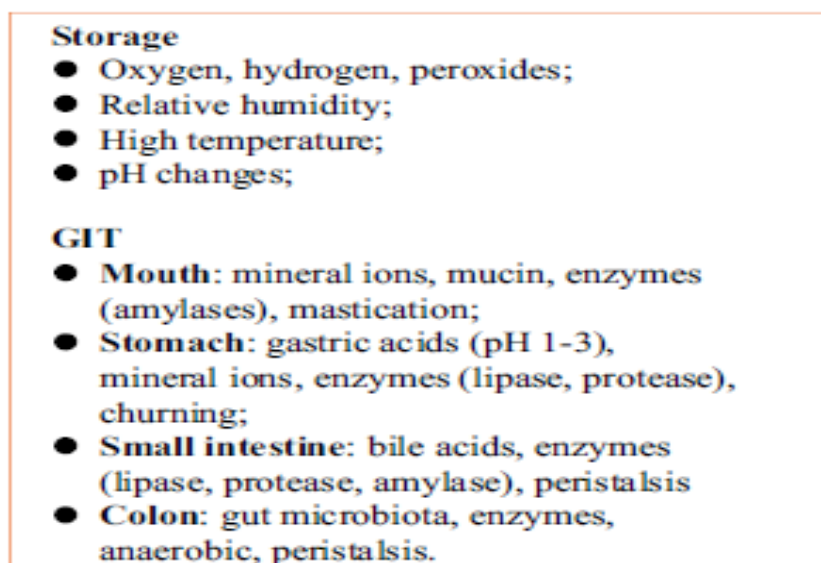 Storage
● Oxygen, hydrogen, peroxides;
● Relative humidity;
● High temperature;
● pH changes;
GIT
● Mouth: mineral ions, mucin, enzymes
(amylases), mastication;
● Stomach: gastric acids (pH 1-3),
mineral ions, enzymes (lipase, protease),
churning;
● Small intestine: bile acids, enzymes
(lipase, protease, amylase), peristalsis
● Colon: gut microbiota, enzymes,
anaerobic, peristalsis.